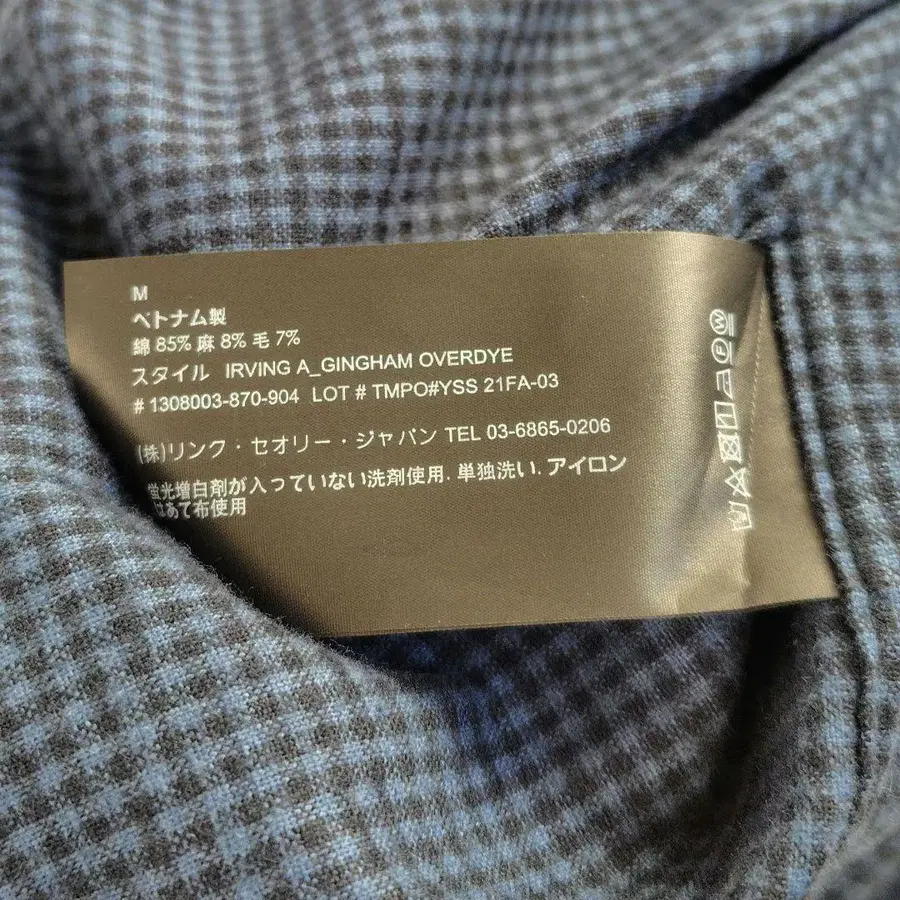 M
ベトナム製
綿 85% 麻 8% 毛 7%
スタイル IRVING A_GINGHAM OVERDYE
# 1308003-870-904 LOT # TMPO#YSS 21FA-03
(株)リンク・セオリー・ジャパン TEL 03-6865-0206
蛍光増白剤が入っていない洗剤使用. 単独洗い. アイロン
はあて布使用